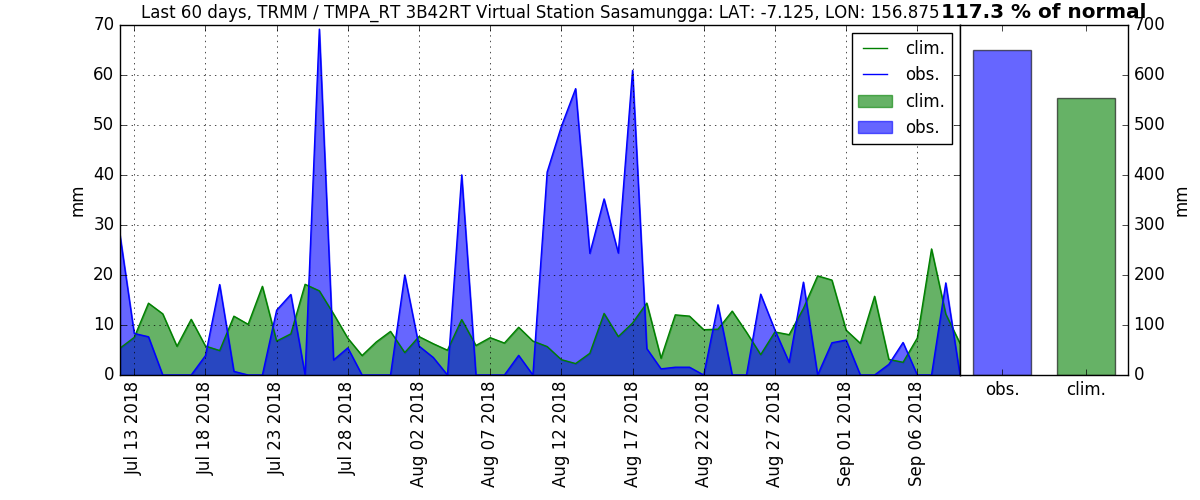 Last 60 days, TRMM / TMPA_RT 3B42RT Virtual Station Sasamungga: LAT: -7.125, LON: 156.875
117.3 % of normal
70
60
50
40
30
20
10
0
mm
clim.
obs.
clim.
obs.
Jul 13 2018
Jul 18 2018
Jul 23 2018
Jul 28 2018
Aug 02 2018
Aug 07 2018
Aug 12 2018
Aug 17 2018
Aug 22 2018
Aug 27 2018
Sep 01 2018
Sep 06 2018
700
600
500
400
300
200
100
0
mm
obs.
clim.